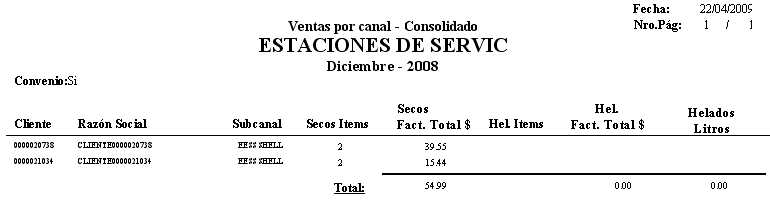 Fecha: 22/04/2009
Ventas por canal - Consolidado
Nro.Pág: 1 / 1
ESTACIONES DE SERVIC
Diciembre - 2008
Convenio:Si
Cliente Razón Social Subcanal Secos Items Secos Fact. Total $ Hel. Items Hel. Fact. Total $ Helados Litros
0000020738 CLIENTE0000020738 EESS SHELL 2 39.55
0000021034 CLIENTE0000021034 EESS SHELL 2 15.44
Total: 54.99 0.00 0.00